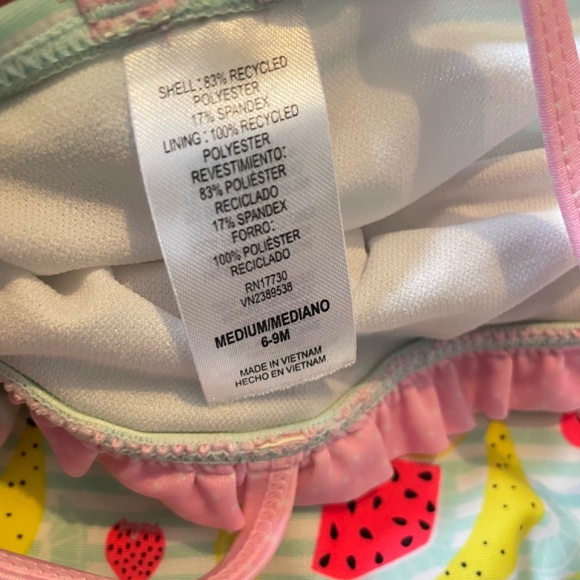 SHELL: 83% RECYCLED
POLYESTER
17% SPANDEX
LINING: 100% RECYCLED
POLYESTER
REVESTIMIENTO:
83% POLIÉSTER
RECICLADO
17% SPANDEX
FORRO:
100% POLIÉSTER
RECICLADO
RN17730
VN2389538
MEDIUM/MEDIANO
6-9M
MADE IN VIETNAM
HECHO EN VIETNAM